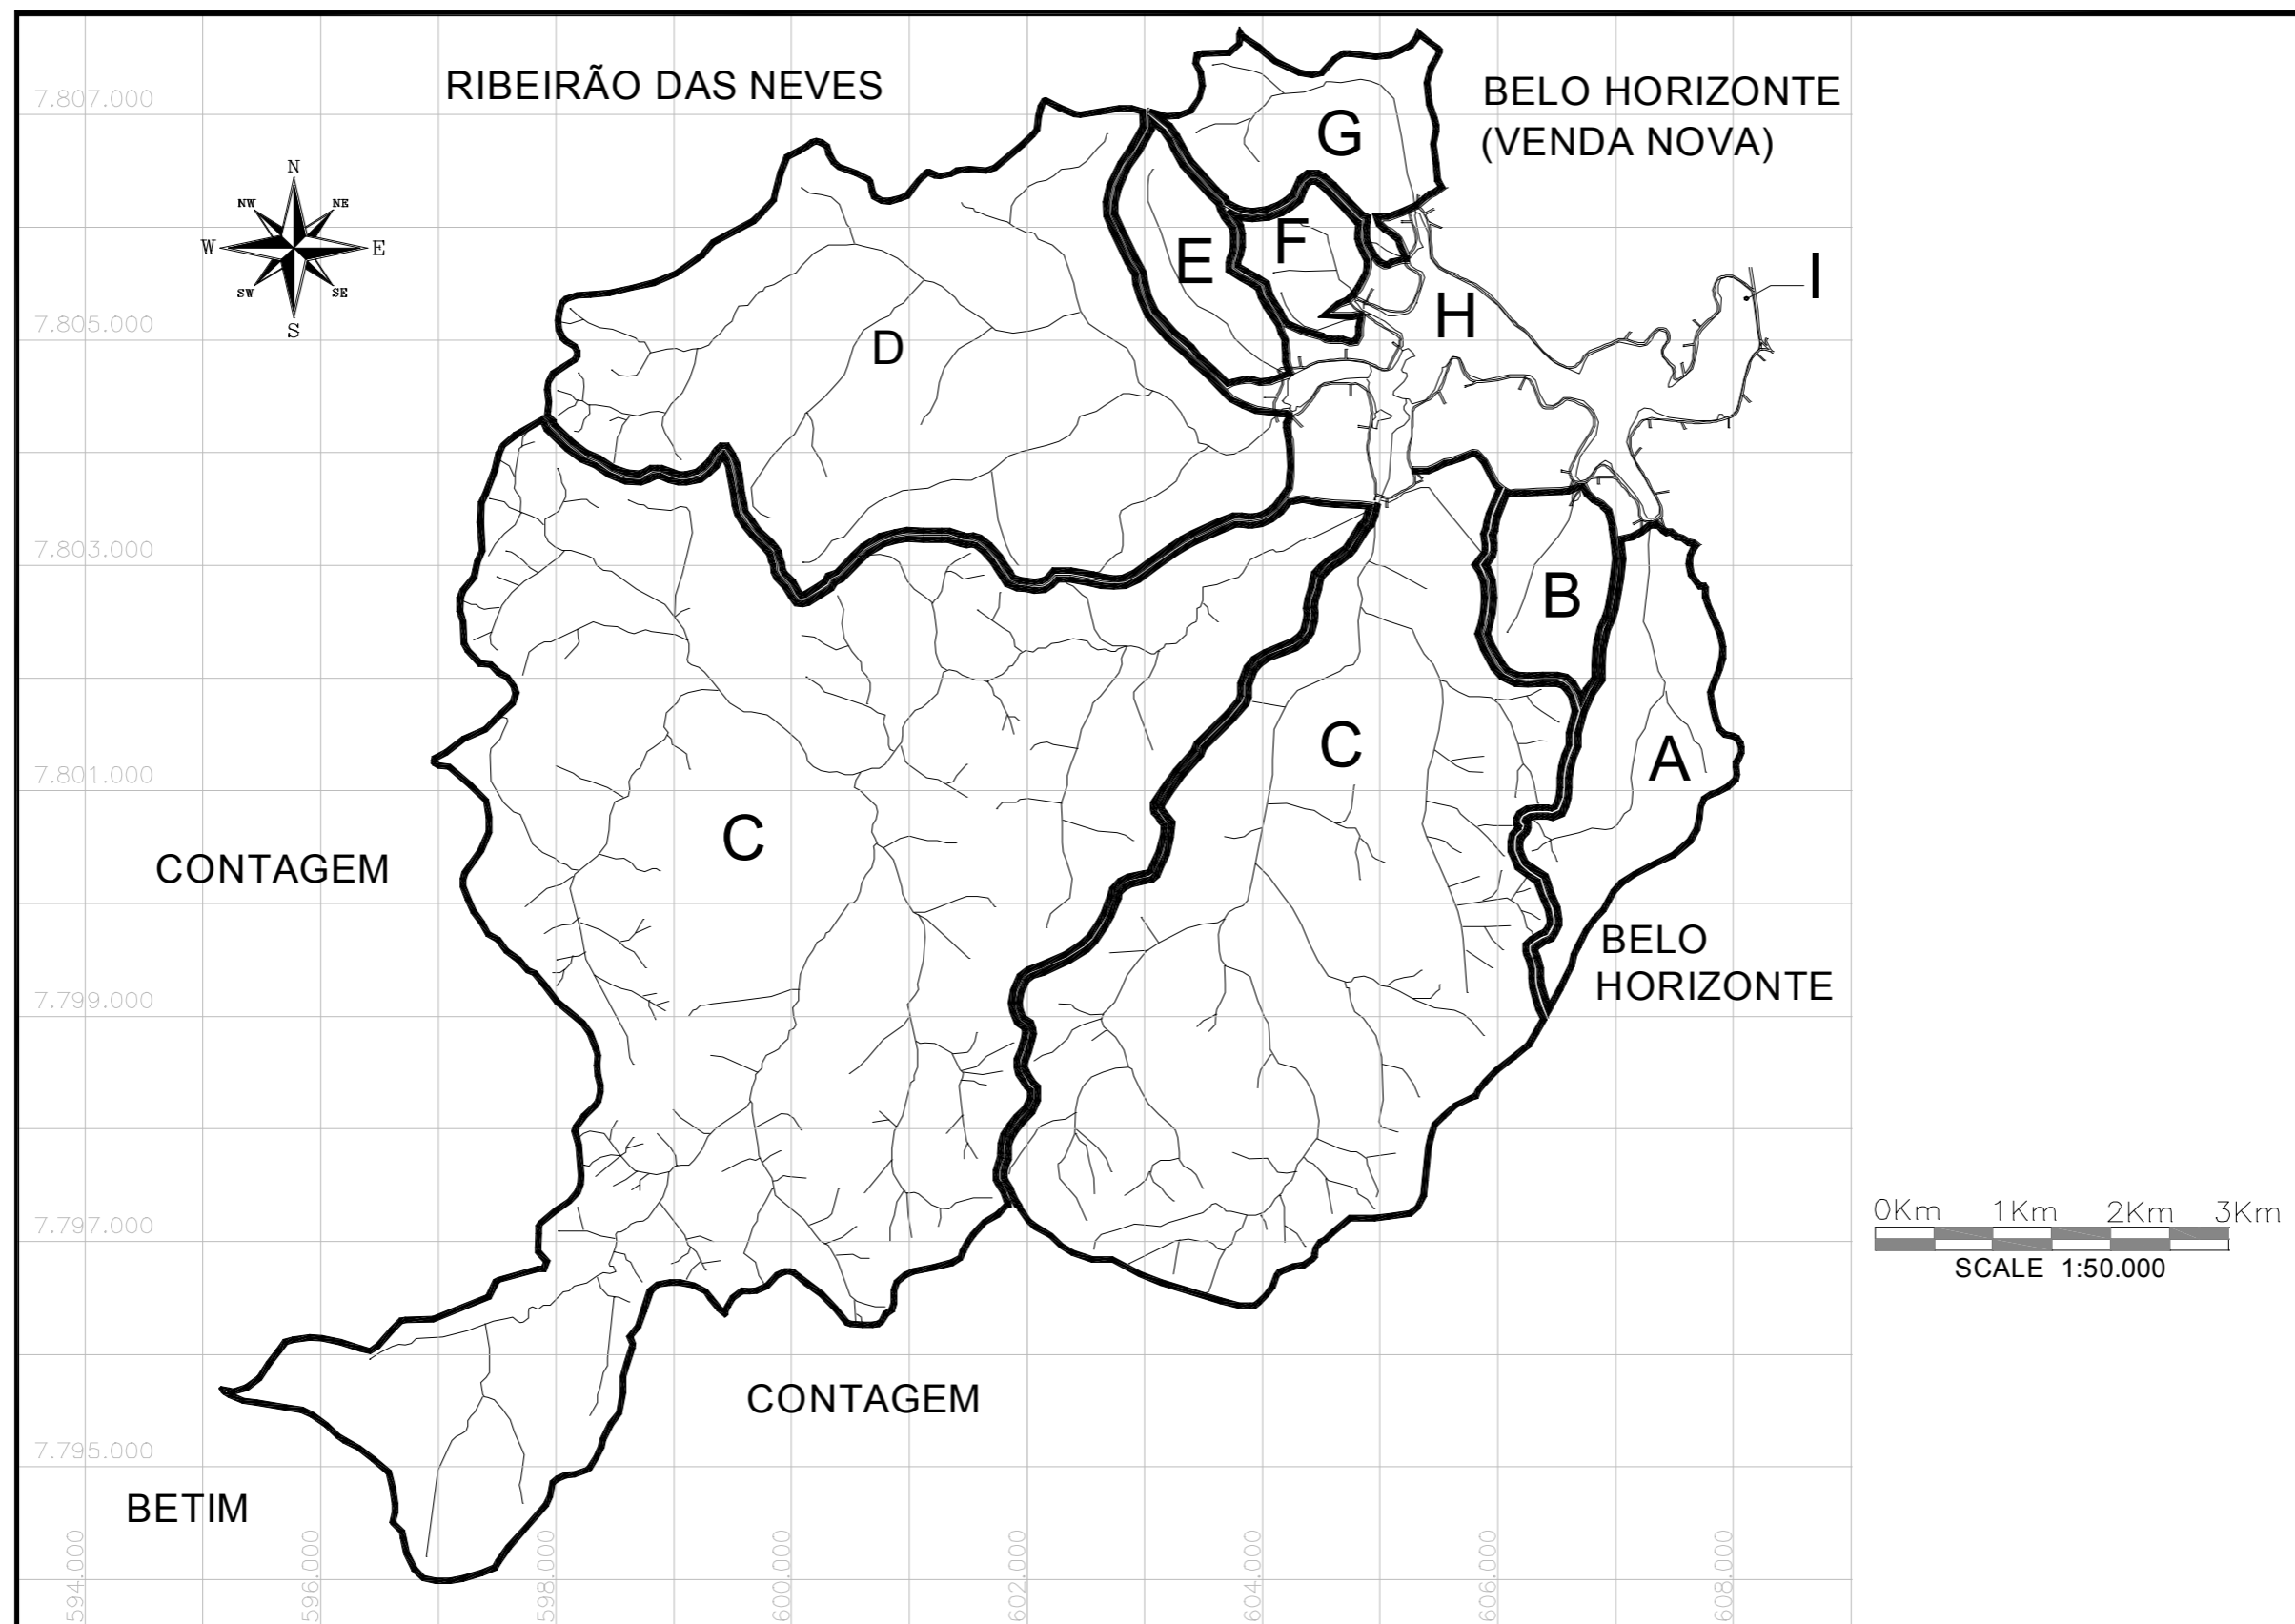 RIBEIRÃO DAS NEVES
BELO HORIZONTE
(VENDA NOVA)
7.807.000
G
N
NW
NE
W
E
SW
SE
S
F
E
I
H
7.805.000
D
7.803.000
B
C
A
7.801.000
C
CONTAGEM
BELO
HORIZONTE
7.799.000
0Km 1Km 2Km 3Km
SCALE 1:50.000
7.797.000
CONTAGEM
7.795.000
BETIM
594.000
596.000
598.000
600.000
602.000
604.000
606.000
608.000